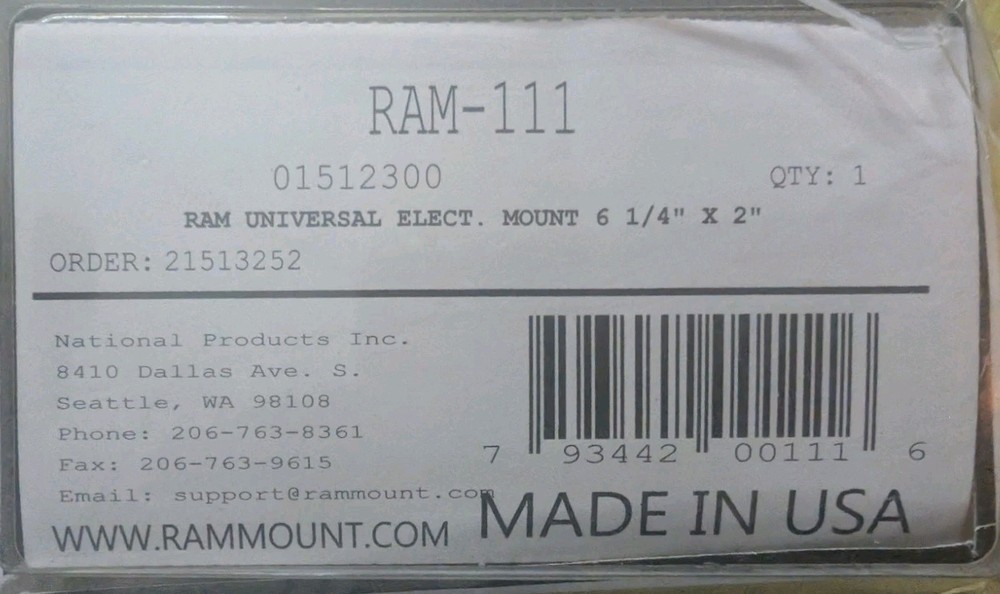 RAM-111
01512300 QTY: 1
RAM UNIVERSAL ELECT. MOUNT 6 1/4" X 2"
ORDER: 21513252
National Products Inc.
8410 Dallas Ave. S.
Seattle, WA 98108
Phone: 206-763-8361
Fax: 206-763-9615
Email: support@rammount.com
WWW.RAMMOUNT.COM
7 93442 00111 6
MADE IN USA